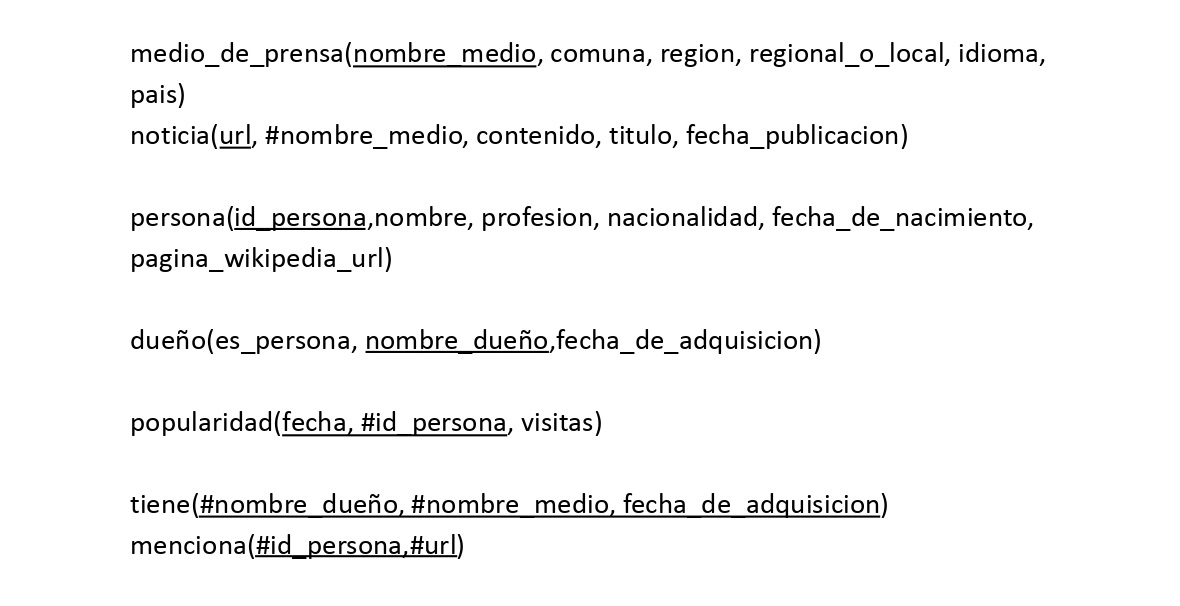 medio_de_prensa(nombre_medio, comuna, region, regional_o_local, idioma,
pais)
noticia(url, #nombre_medio, contenido, titulo, fecha_publicacion)
persona(id_persona,nombre, profesion, nacionalidad, fecha_de_nacimiento,
pagina_wikipedia_url)
dueño(es_persona, nombre_dueño,fecha_de_adquisicion)
popularidad(fecha, #id_persona, visitas)
tiene(#nombre_dueño, #nombre_medio, fecha_de_adquisicion)
menciona(#id_persona,#url)